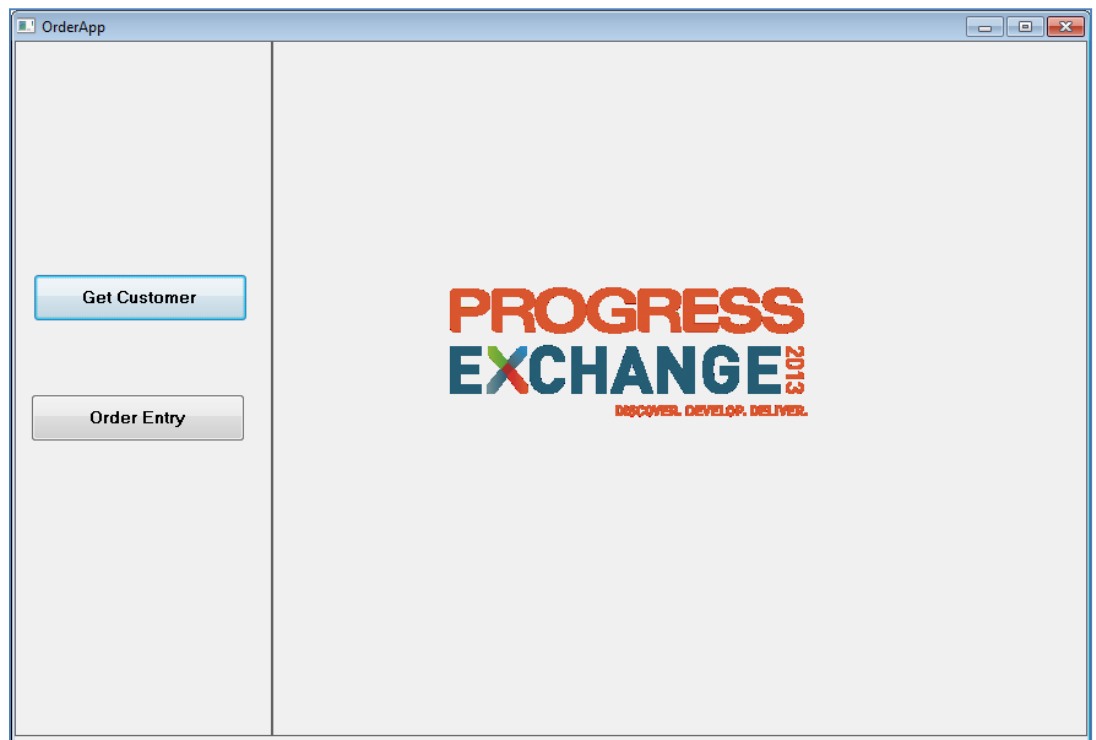 OrderApp
Get Customer
Order Entry
PROGRESS
EXCHANGE 2013
DISCOVER. DEVELOP. DELIVER.